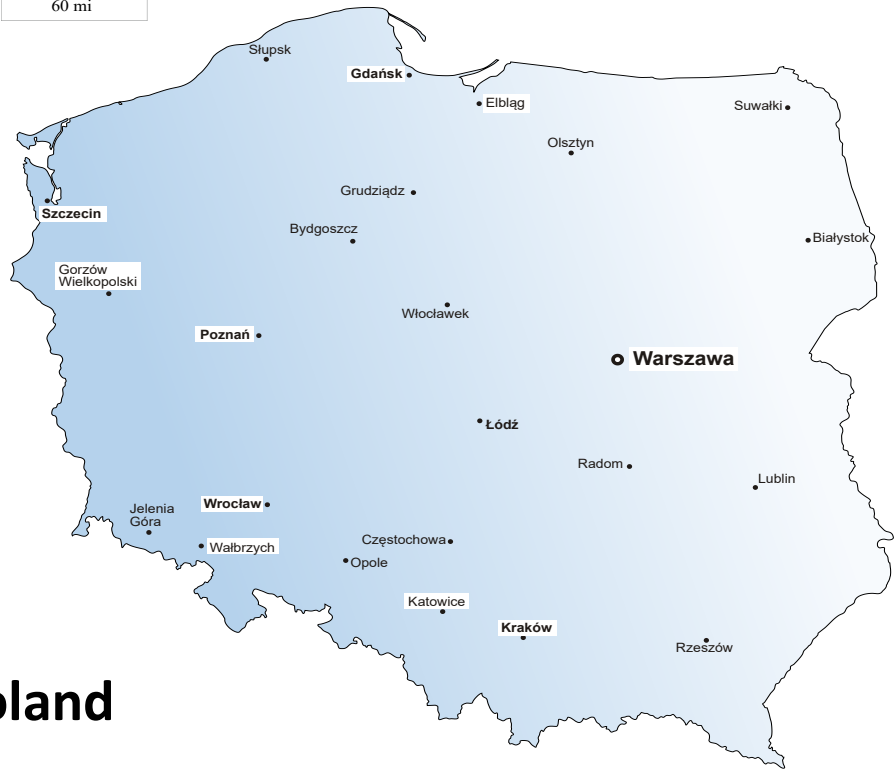 60 mi
Słupsk
Gdańsk
Elbląg
Suwałki
Olsztyn
Grudziądz
Szczecin
Bydgoszcz
Białystok
Gorzów
Wielkopolski
Włocławek
Poznań
Warszawa
Łódź
Radom
Lublin
Wrocław
Jelenia
Góra
Częstochowa
Wałbrzych
Opole
Katowice
Kraków
Rzeszów
oland